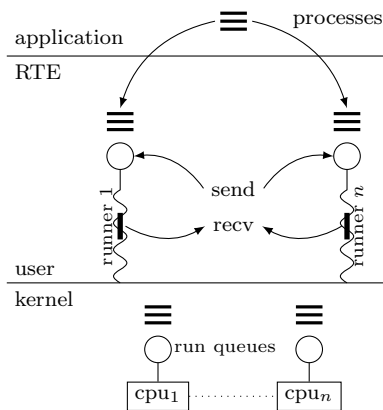 processes
application
RTE
runner 1
send
runner n
recv
user
kernel
run queues
cpu₁
cpuₙ